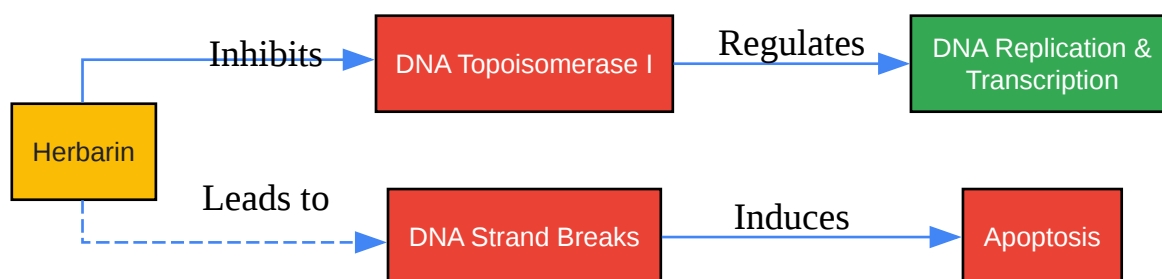 Inhibits
DNA Topoisomerase I
Regulates
DNA Replication &
Transcription
Herbarin
Leads to
DNA Strand Breaks
Induces
Apoptosis